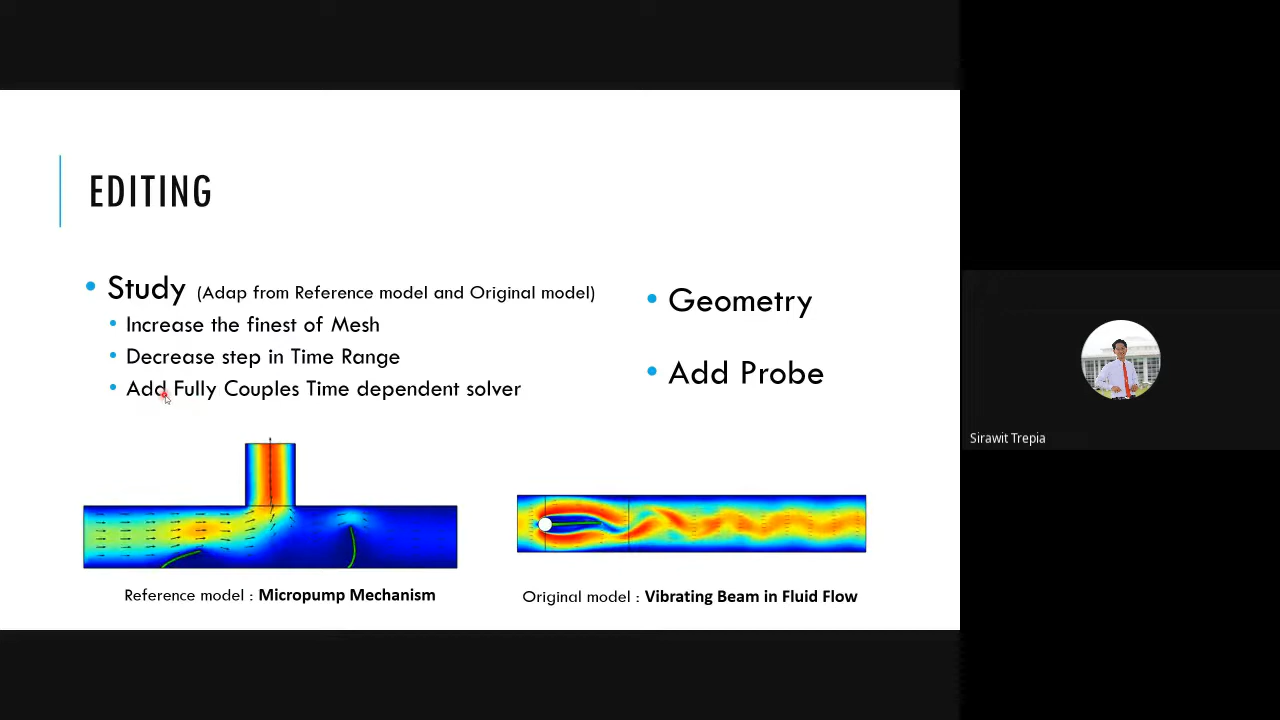 EDITING
Study (Adap from Reference model and Original model)
Increase the finest of Mesh
Decrease step in Time Range
Add Fully Couples Time dependent solver
Geometry
Add Probe
Reference model : Micropump Mechanism
Original model : Vibrating Beam in Fluid Flow
Sirawit Trepia